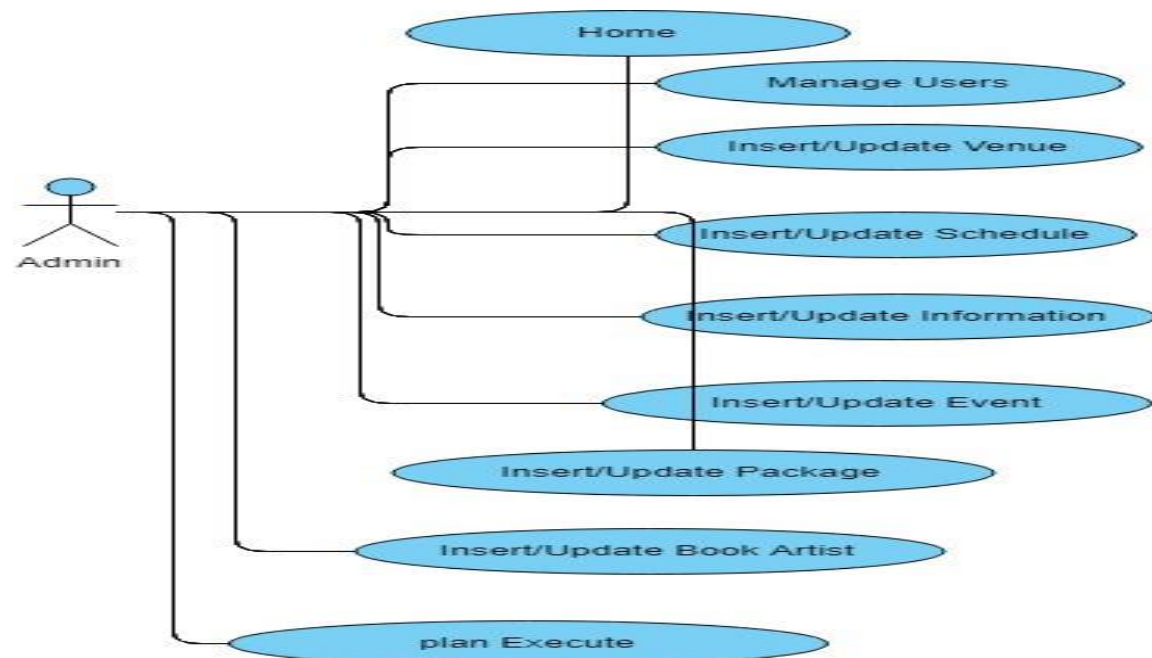 Home
Manage Users
Insert/Update Venue
Insert/Update Schedule
Admin
Insert/Update Information
Insert/Update Event
Insert/Update Package
Insert/Update Book Artist
plan Execute